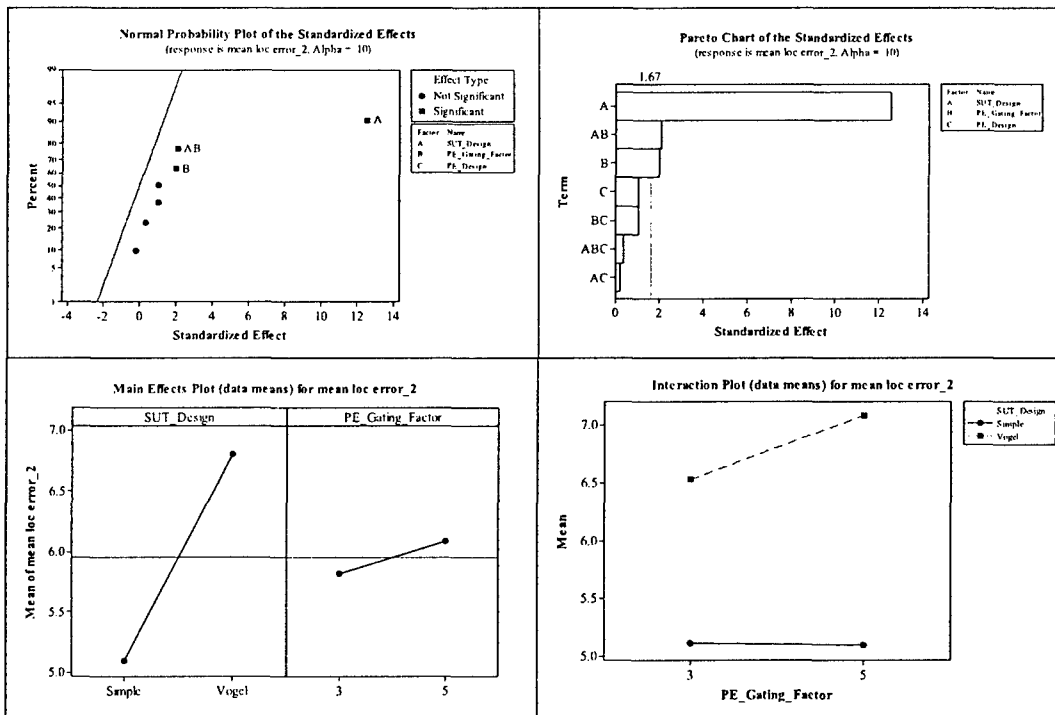 Normal Probability Plot of the Standardized Effects
(response is mean loc error_2, Alpha = .10)
99
95
90
80
70
60
50
40
30
20
10
5
1
Percent
-4 -2 0 2 4 6 8 10 12 14
Standardized Effect
A
AB
B
Effect Type
Not Significant
Significant
Factor Name
A SUT_Design
B PE_Gating_Factor
C PE_Design
Pareto Chart of the Standardized Effects
(response is mean loc error_2, Alpha = .10)
1.67
A
AB
B
C
BC
ABC
AC
Term
0 2 4 6 8 10 12 14
Standardized Effect
Factor Name
A SUT_Design
B PE_Gating_Factor
C PE_Design
Main Effects Plot (data means) for mean loc error_2
SUT_Design PE_Gating_Factor
7.0
6.5
6.0
5.5
5.0
Mean of mean loc error_2
Simple Vogel 3 5
Interaction Plot (data means) for mean loc error_2
7.0
6.5
6.0
5.5
5.0
Mean
3 5
PE_Gating_Factor
SUT_Design
Simple
Vogel